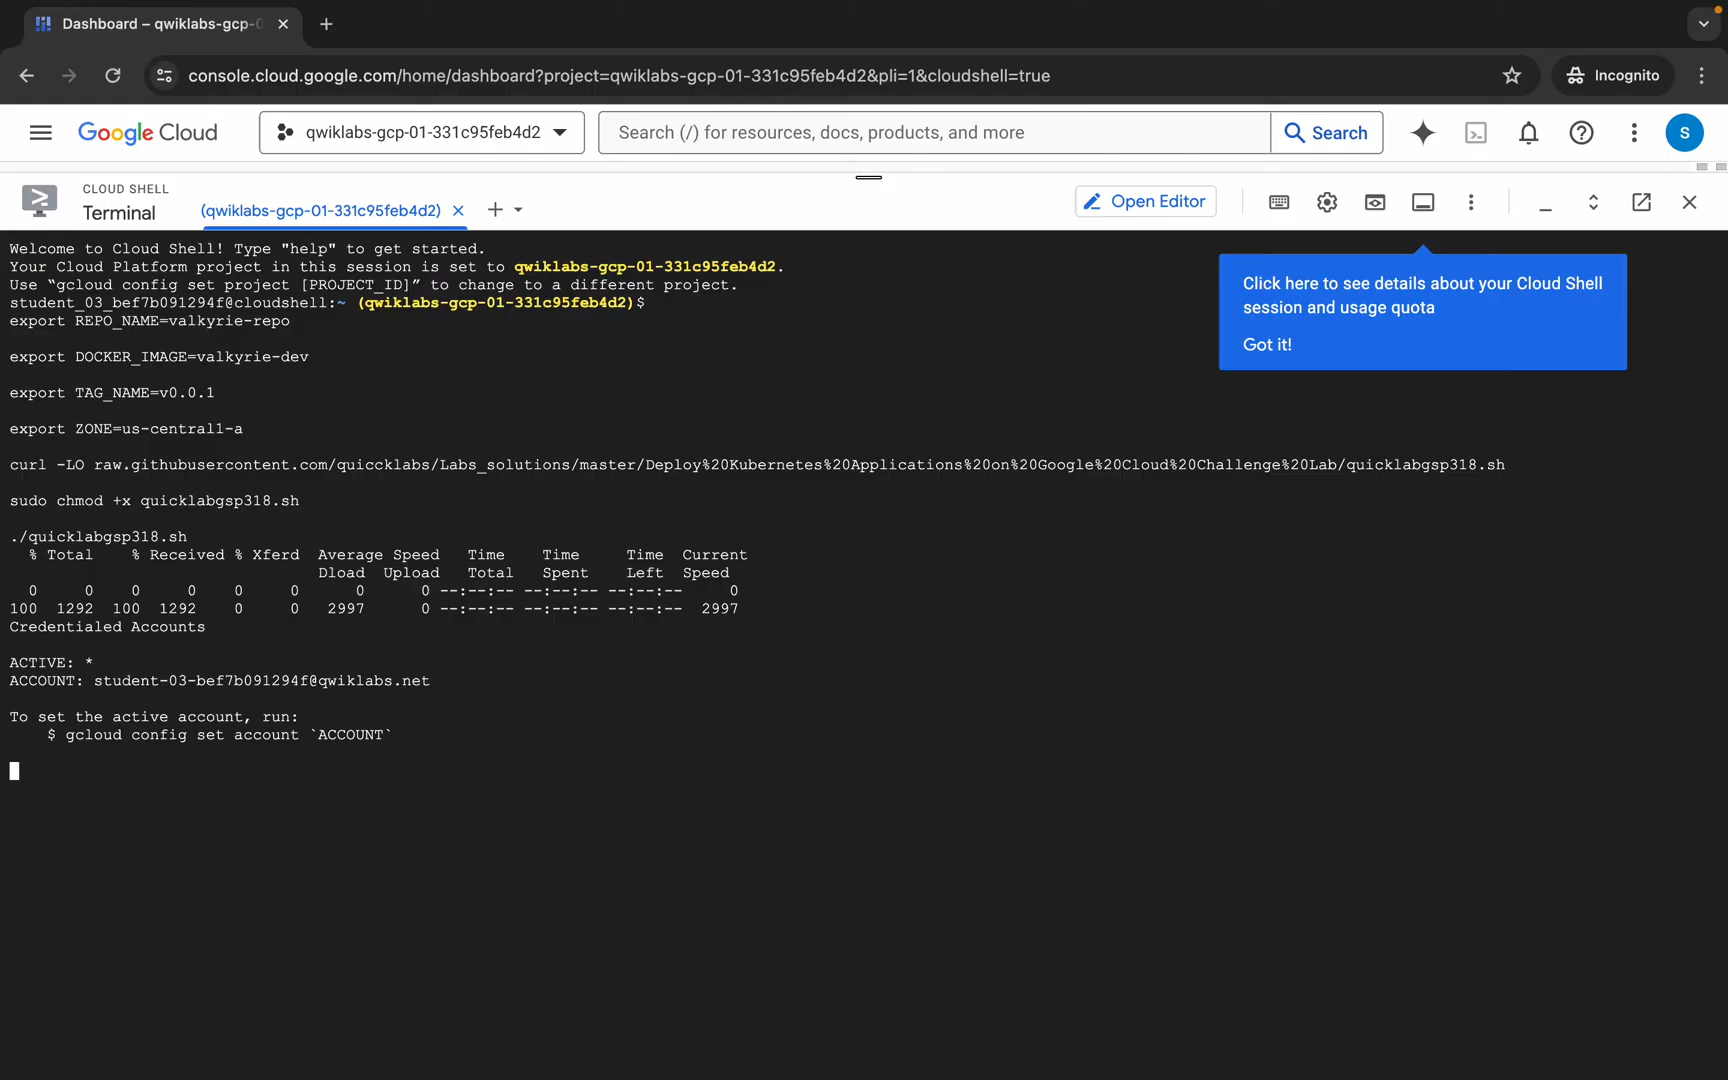 Dashboard – qwiklabs-gcp-0
console.cloud.google.com/home/dashboard?project=qwiklabs-gcp-01-331c95feb4d2&pli=1&cloudshell=true
Incognito
Google Cloud
qwiklabs-gcp-01-331c95feb4d2
Search (/) for resources, docs, products, and more
Search
S
CLOUD SHELL
Terminal
(qwiklabs-gcp-01-331c95feb4d2)
Open Editor
Welcome to Cloud Shell! Type "help" to get started.
Your Cloud Platform project in this session is set to qwiklabs-gcp-01-331c95feb4d2.
Use “gcloud config set project [PROJECT_ID]” to change to a different project.
student_03_bef7b091294f@cloudshell:~ (qwiklabs-gcp-01-331c95feb4d2)$
export REPO_NAME=valkyrie-repo
export DOCKER_IMAGE=valkyrie-dev
export TAG_NAME=v0.0.1
export ZONE=us-central1-a
curl -LO raw.githubusercontent.com/quiccklabs/Labs_solutions/master/Deploy%20Kubernetes%20Applications%20on%20Google%20Cloud%20Challenge%20Lab/quicklabgsp318.sh
sudo chmod +x quicklabgsp318.sh
./quicklabgsp318.sh
% Total % Received % Xferd Average Speed Time Time Time Current
Dload Upload Total Spent Left Speed
0 0 0 0 0 0 0 0 --:--:-- --:--:-- --:--:-- 0
100 1292 100 1292 0 0 2997 0 --:--:-- --:--:-- --:--:-- 2997
Credentialed Accounts
ACTIVE: *
ACCOUNT: student-03-bef7b091294f@qwiklabs.net
To set the active account, run:
$ gcloud config set account `ACCOUNT`
Click here to see details about your Cloud Shell
session and usage quota
Got it!